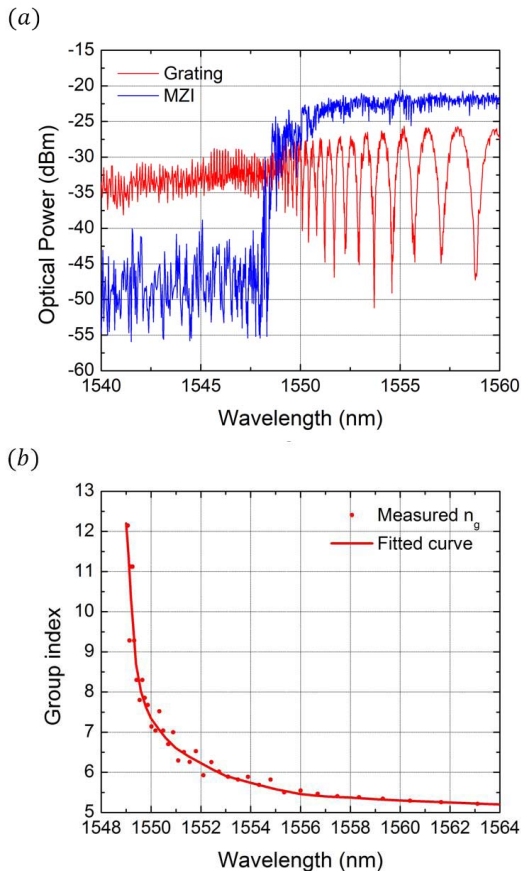 (a)
-15
-20
-25
-30
-35
-40
-45
-50
-55
-60
Optical Power (dBm)
Grating
MZI
1540 1545 1550 1555 1560
Wavelength (nm)
(b)
13
12
11
10
9
8
7
6
5
Group index
Measured n_g
Fitted curve
1548 1550 1552 1554 1556 1558 1560 1562 1564
Wavelength (nm)